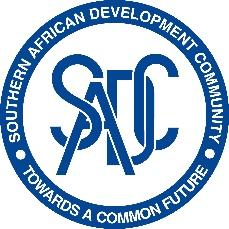 SOUTHERN AFRICAN DEVELOPMENT COMMUNITY
SADC
TOWARDS A COMMON FUTURE